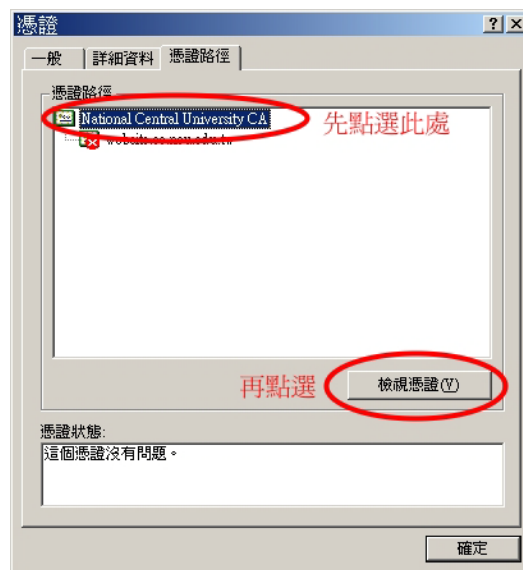 憑證
一般 詳細資料 憑證路徑
憑證路徑
National Central University CA 先點選此處
再點選 檢視憑證(V)
憑證狀態:
這個憑證沒有問題。
確定